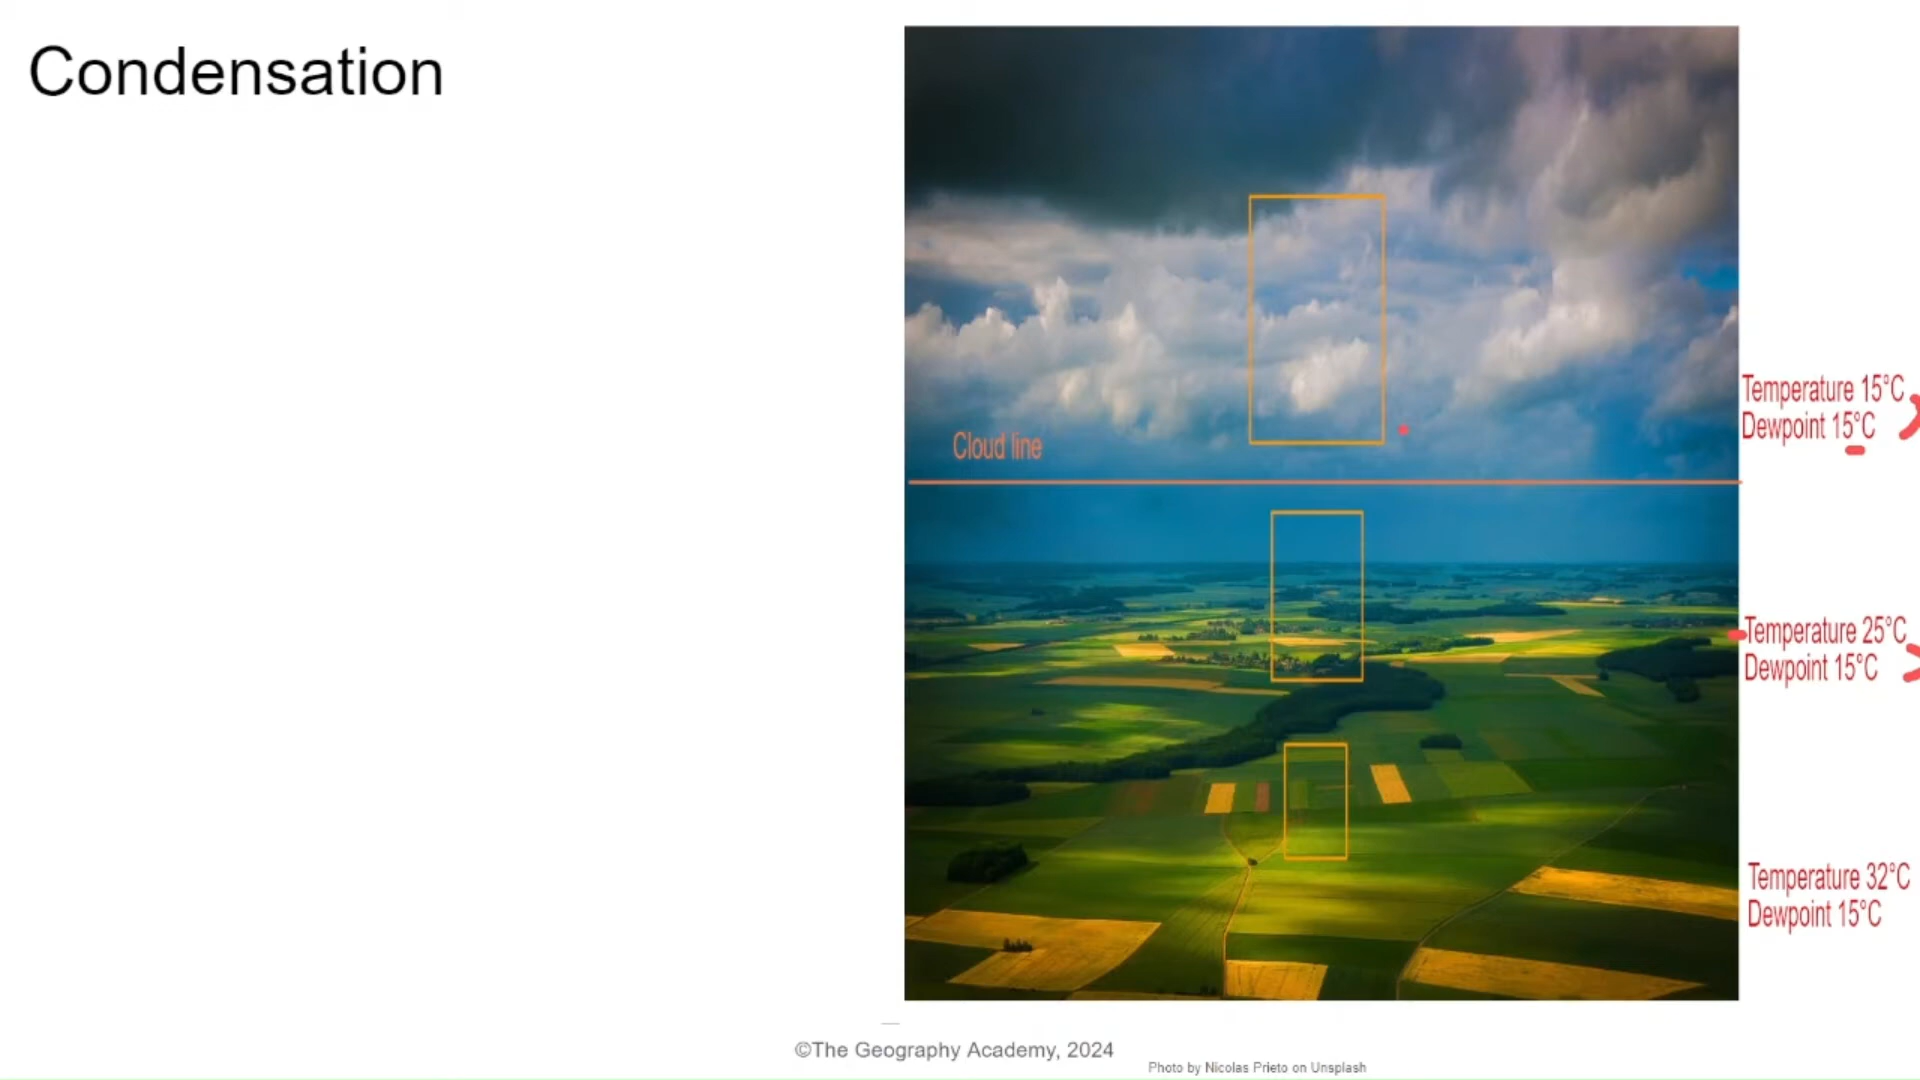 Condensation
Temperature 15°C
Dewpoint 15°C
Cloud line
Temperature 25°C
Dewpoint 15°C
Temperature 32°C
Dewpoint 15°C
©The Geography Academy, 2024
Photo by Nicolas Prieto on Unsplash